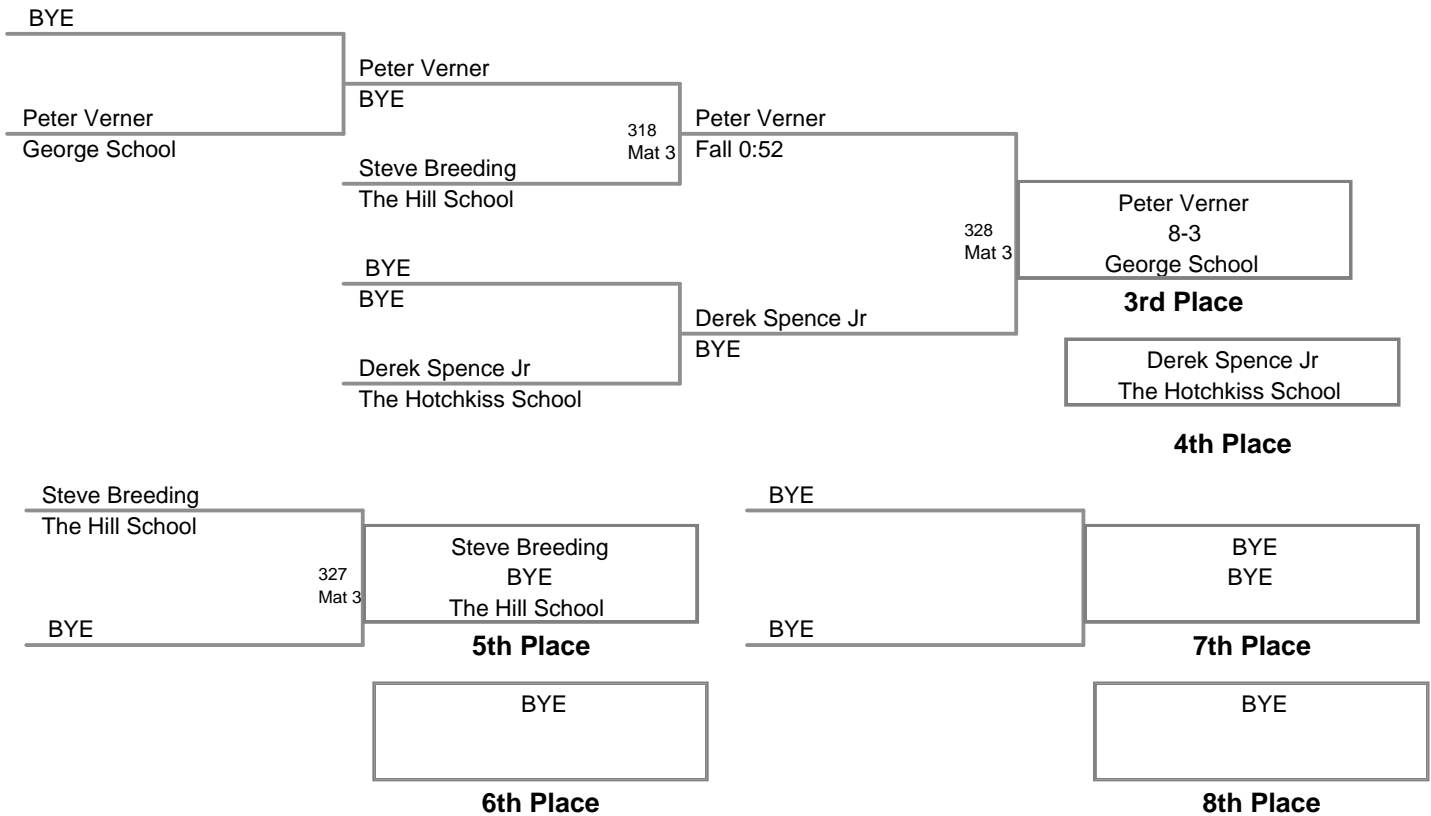 BYE
Peter Verner
George School
Peter Verner
BYE
318
Mat 3
Steve Breeding
The Hill School
Peter Verner
Fall 0:52
BYE
BYE
Derek Spence Jr
The Hotchkiss School
Derek Spence Jr
BYE
328
Mat 3
Peter Verner
8-3
George School
3rd Place
Derek Spence Jr
The Hotchkiss School
4th Place
Steve Breeding
The Hill School
327
Mat 3
BYE
Steve Breeding
BYE
The Hill School
5th Place
BYE
6th Place
BYE
BYE
BYE
BYE
7th Place
BYE
8th Place